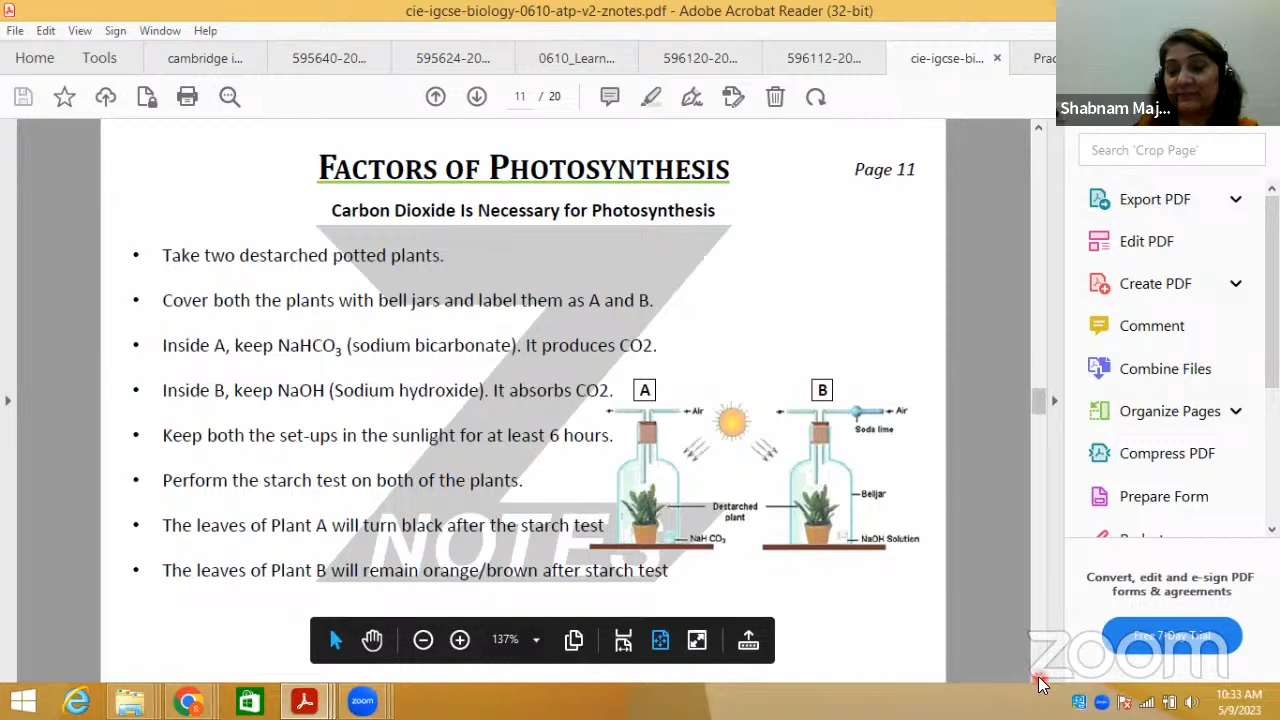 cie-igcse-biology-0610-atp-v2-znotes.pdf - Adobe Acrobat Reader (32-bit)
File Edit View Sign Window Help
Home Tools cambridge i... 595640-20... 595624-20... 0610_Learn... 596120-20... 596112-20... cie-igcse-bi... × Prac
11 / 20
Shabnam Maj...
FACTORS OF PHOTOSYNTHESIS
Page 11
Carbon Dioxide Is Necessary for Photosynthesis
• Take two destarched potted plants.
• Cover both the plants with bell jars and label them as A and B.
• Inside A, keep NaHCO3 (sodium bicarbonate). It produces CO2.
• Inside B, keep NaOH (Sodium hydroxide). It absorbs CO2.
• Keep both the set-ups in the sunlight for at least 6 hours.
• Perform the starch test on both of the plants.
• The leaves of Plant A will turn black after the starch test
• The leaves of Plant B will remain orange/brown after starch test
A
B
Air
Air
Soda lime
Belljar
Destarched
plant
NaH CO3
NaOH Solution
Z
NOTES
Search 'Crop Page'
Export PDF
Edit PDF
Create PDF
Comment
Combine Files
Organize Pages
Compress PDF
Prepare Form
Convert, edit and e-sign PDF
forms & agreements
Free 7-Day Trial
zoom
137%
zoom
10:33 AM
5/9/2023